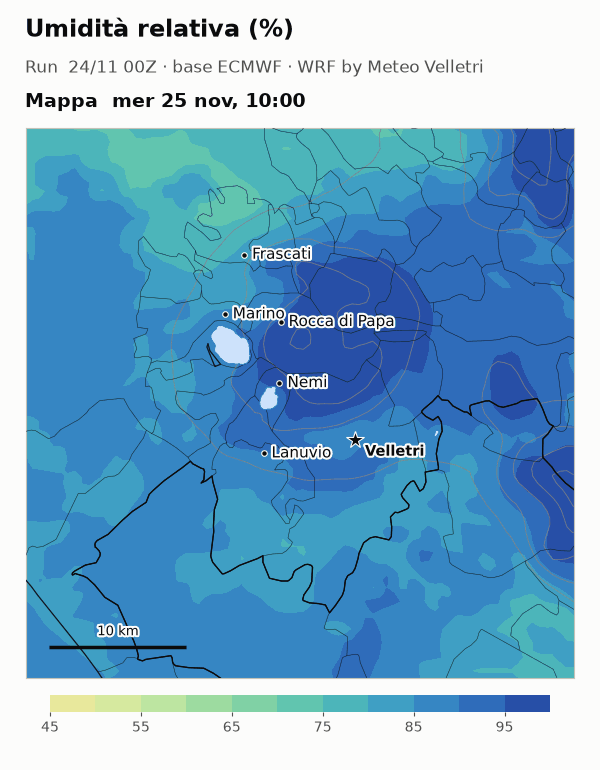 Umidità relativa (%)
Run 24/11 00Z · base ECMWF · WRF by Meteo Velletri
Mappa mer 25 nov, 10:00
Frascati
Marino
Rocca di Papa
Nemi
Velletri
Lanuvio
10 km
45 55 65 75 85 95